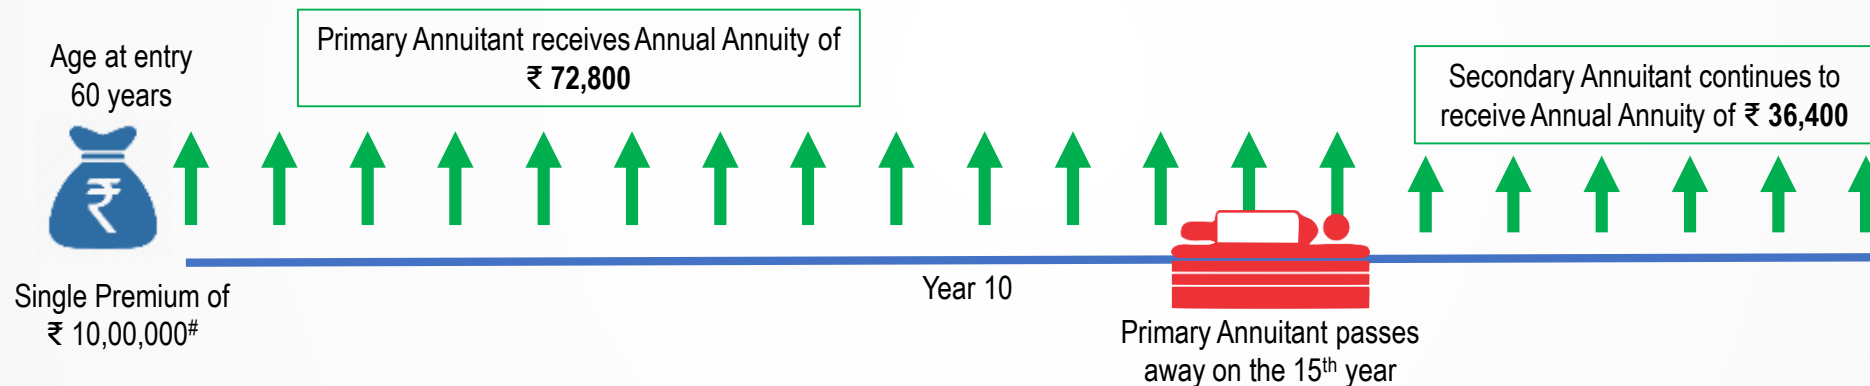 Age at entry
60 years
Primary Annuitant receives Annual Annuity of
₹ 72,800
Secondary Annuitant continues to
receive Annual Annuity of ₹ 36,400
₹
Single Premium of
₹ 10,00,000#
Year 10
Primary Annuitant passes
away on the 15th year